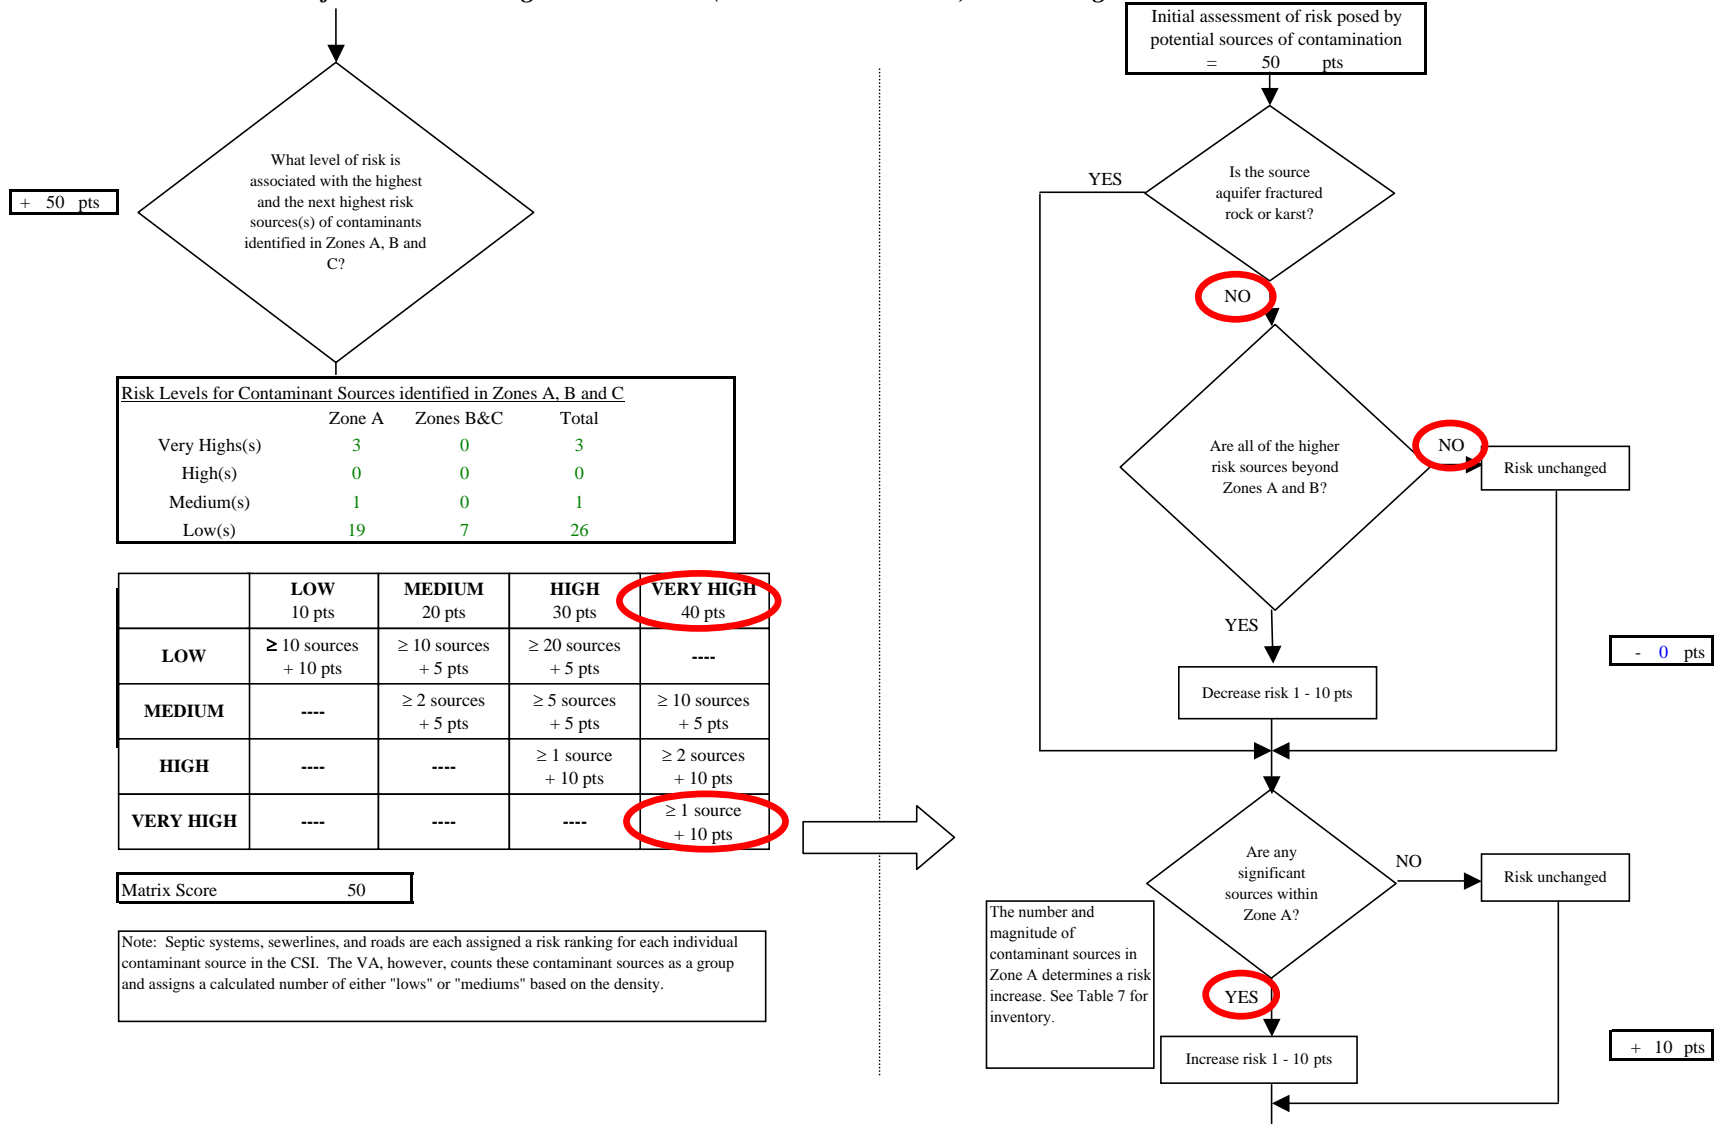 What level of risk is
associated with the highest
and the next highest risk
sources(s) of contaminants
identified in Zones A, B and
C?
+ 50 pts
Risk Levels for Contaminant Sources identified in Zones A, B and C
Zone A Zones B&C Total
Very Highs(s) 3 0 3
High(s) 0 0 0
Medium(s) 1 0 1
Low(s) 19 7 26
LOW MEDIUM HIGH VERY HIGH
10 pts 20 pts 30 pts 40 pts
LOW ≥ 10 sources ≥ 10 sources ≥ 20 sources ----
+ 10 pts + 5 pts + 5 pts
MEDIUM ---- ≥ 2 sources ≥ 5 sources ≥ 10 sources
+ 5 pts + 5 pts + 5 pts
HIGH ---- ---- ≥ 1 source ≥ 2 sources
+ 10 pts + 10 pts
VERY HIGH ---- ---- ---- ≥ 1 source
+ 10 pts
Matrix Score 50
Note: Septic systems, sewerlines, and roads are each assigned a risk ranking for each individual
contaminant source in the CSI. The VA, however, counts these contaminant sources as a group
and assigns a calculated number of either "lows" or "mediums" based on the density.
Initial assessment of risk posed by
potential sources of contamination
= 50 pts
Is the source
aquifer fractured
rock or karst?
YES
NO
Are all of the higher
risk sources beyond
Zones A and B?
NO
Risk unchanged
YES
Decrease risk 1 - 10 pts
- 0 pts
Are any
significant
sources within
Zone A?
NO
Risk unchanged
The number and
magnitude of
contaminant sources in
Zone A determines a risk
increase. See Table 7 for
inventory.
YES
Increase risk 1 - 10 pts
+ 10 pts